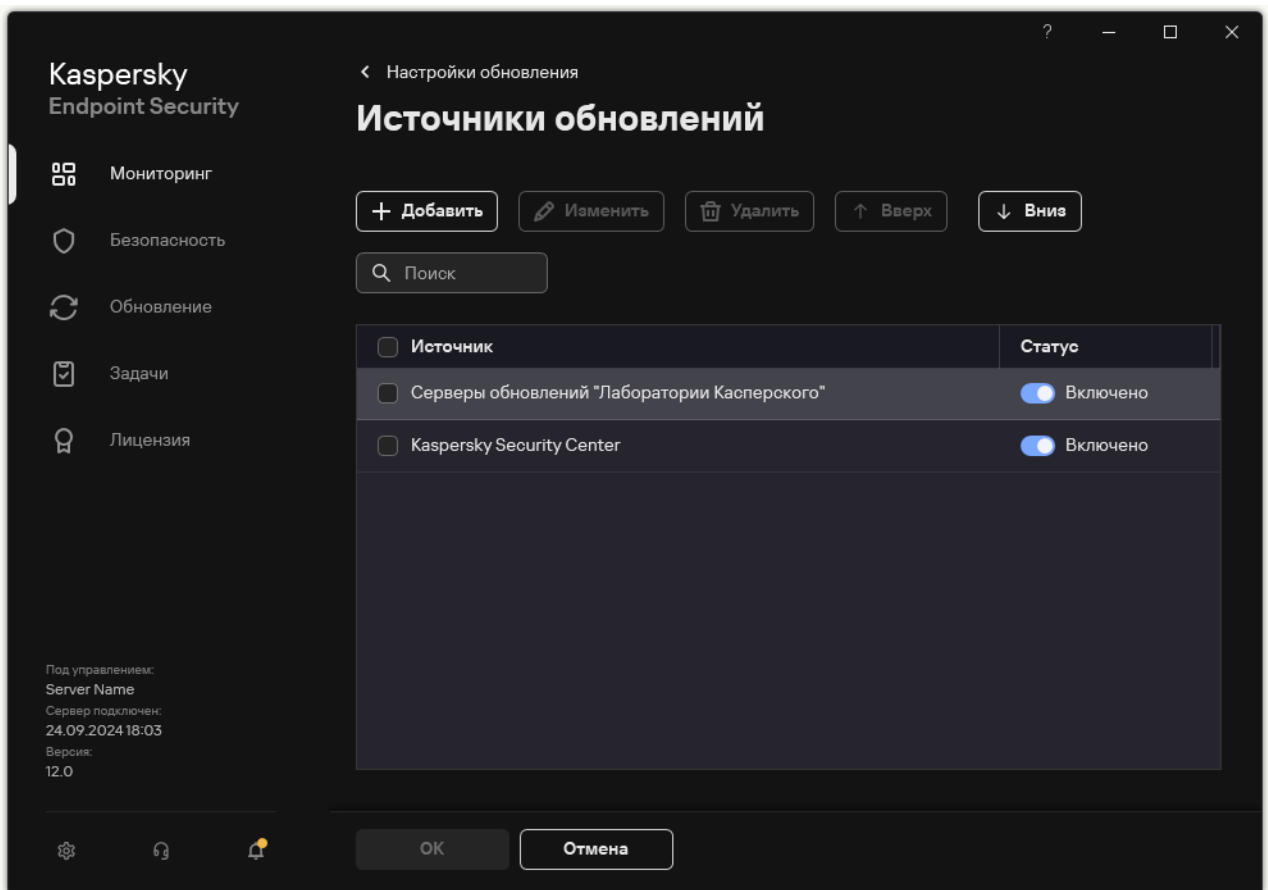 ?
Kaspersky
Endpoint Security
Мониторинг
Безопасность
Обновление
Задачи
Лицензия
Под управлением:
Server Name
Сервер подключен:
24.09.2024 18:03
Версия:
12.0
Настройки обновления
Источники обновлений
Добавить Изменить Удалить Вверх Вниз
Поиск
Источник Статус
Серверы обновлений "Лаборатории Касперского" Включено
Kaspersky Security Center Включено
ОК Отмена